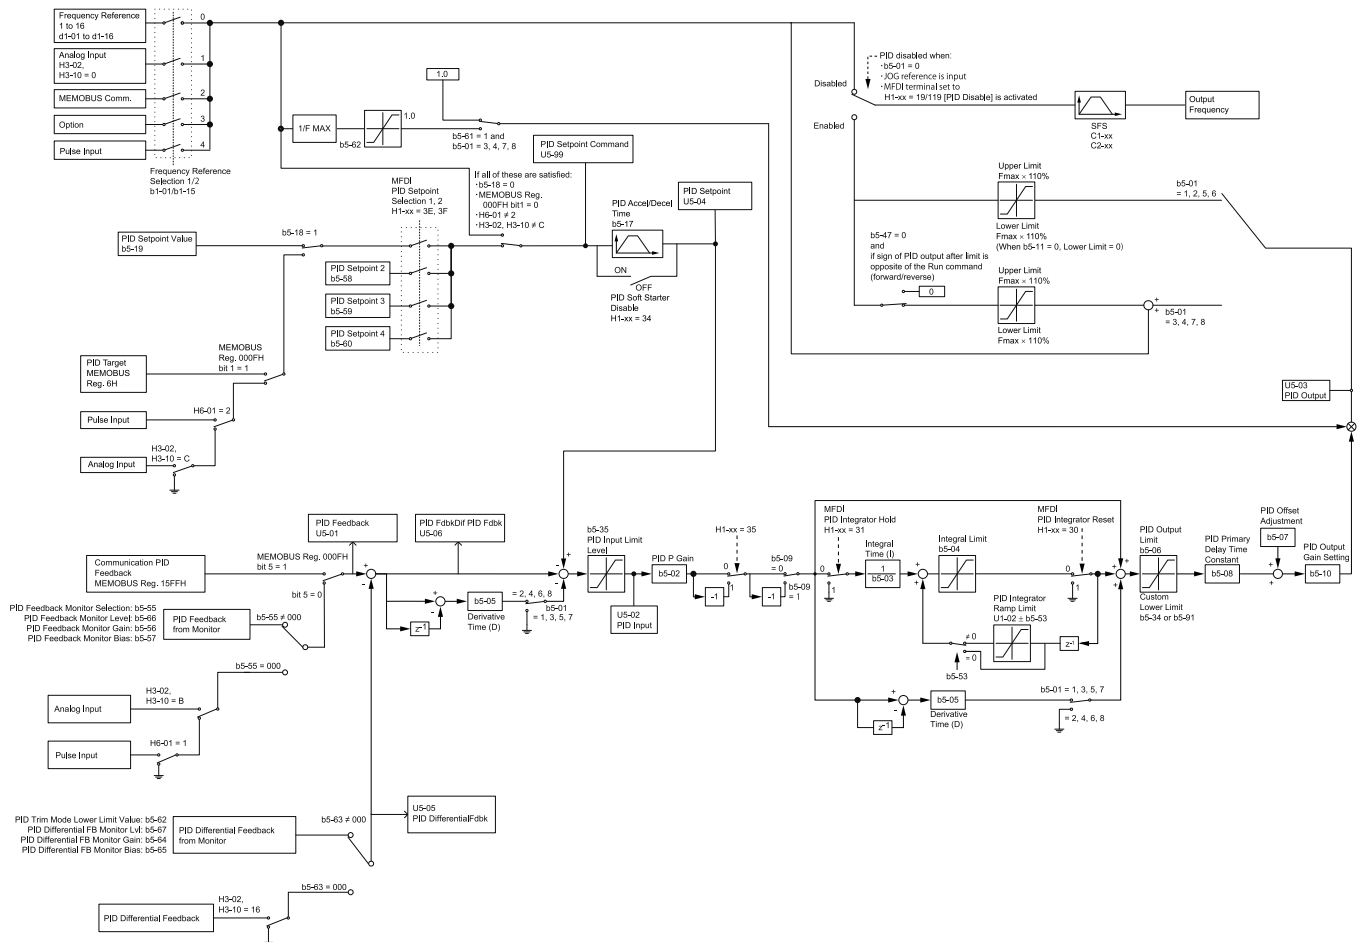 Frequency Reference
1 to 16
d1-01 to d1-16
0
Analog Input
H3-02,
H3-10 = 0
1
MEMOBUS Comm.
2
Option
3
Pulse Input
4
Frequency Reference
Selection 1/2
b1-01/b1-15
1.0
1/F MAX
b5-62
1.0
b5-61 = 1 and
b5-01 = 3, 4, 7, 8
PID disabled when:
·b5-01 = 0
·JOG reference is input
·MFDI terminal set to
H1-xx = 19/119 [PID Disable] is activated
Disabled
Enabled
SFS
C1-xx
C2-xx
Output
Frequency
PID Setpoint Command
U5-99
MFDI
PID Setpoint
Selection 1, 2
H1-xx = 3E, 3F
If all of these are satisfied:
·b5-18 = 0
·MEMOBUS Reg.
000FH bit1 = 0
·H6-01 ≠ 2
·H3-02, H3-10 ≠ C
PID Accel/Decel
Time
b5-17
PID Setpoint
U5-04
ON
OFF
PID Soft Starter
Disable
H1-xx = 34
Upper Limit
Fmax × 110%
Lower Limit
Fmax × 110%
(When b5-11 = 0, Lower Limit = 0)
b5-01
= 1, 2, 5, 6
b5-47 = 0
and
if sign of PID output after limit is
opposite of the Run command
(forward/reverse)
0
Upper Limit
Fmax × 110%
Lower Limit
Fmax × 110%
+
+
b5-01
= 3, 4, 7, 8
PID Setpoint Value
b5-19
b5-18 = 1
PID Setpoint 2
b5-58
PID Setpoint 3
b5-59
PID Setpoint 4
b5-60
PID Target
MEMOBUS
Reg. 6H
MEMOBUS
Reg. 000FH
bit 1 = 1
Pulse Input
H6-01 = 2
Analog Input
H3-02,
H3-10 = C
U5-03
PID Output
Communication PID
Feedback
MEMOBUS Reg. 15FFH
MEMOBUS Reg. 000FH
bit 5 = 1
bit 5 = 0
PID Feedback
U5-01
PID FdbkDif PID Fdbk
U5-06
+
-
+
-
z-1
b5-05
Derivative
Time (D)
= 2, 4, 6, 8
b5-01
= 1, 3, 5, 7
+
-
-
b5-35
PID Input Limit
Level
U5-02
PID Input
PID P Gain
b5-02
H1-xx = 35
0
1
-1
b5-09
= 0
b5-09
= 1
-1
MFDI
PID Integrator Hold
H1-xx = 31
0
0
1
Integral
Time (I)
1
b5-03
+
+
Integral Limit
b5-04
MFDI
PID Integrator Reset
H1-xx = 30
0
1
PID Integrator
Ramp Limit
U1-02 ± b5-53
z-1
≠ 0
= 0
b5-53
+
+
+
PID Output
Limit
b5-06
Custom
Lower Limit
b5-34 or b5-91
PID Primary
Delay Time
Constant
b5-08
PID Offset
Adjustment
b5-07
+
+
PID Output
Gain Setting
b5-10
+
-
z-1
b5-05
Derivative
Time (D)
b5-01 = 1, 3, 5, 7
= 2, 4, 6, 8
PID Feedback Monitor Selection: b5-55
PID Feedback Monitor Level: b5-66
PID Feedback Monitor Gain: b5-56
PID Feedback Monitor Bias: b5-57
PID Feedback
from Monitor
b5-55 ≠ 000
b5-55 = 000
Analog Input
H3-02,
H3-10 = B
Pulse Input
H6-01 = 1
U5-05
PID DifferentialFdbk
PID Trim Mode Lower Limit Value: b5-62
PID Differential FB Monitor Lvl: b5-67
PID Differential FB Monitor Gain: b5-64
PID Differential FB Monitor Bias: b5-65
PID Differential Feedback
from Monitor
b5-63 ≠ 000
b5-63 = 000
PID Differential Feedback
H3-02,
H3-10 = 16